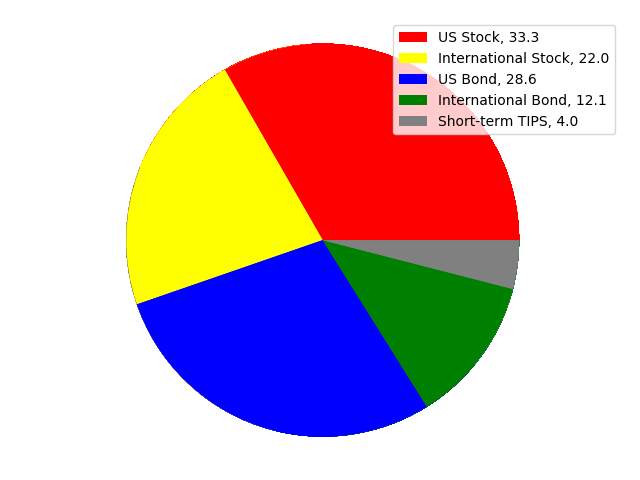 US Stock, 33.3
International Stock, 22.0
US Bond, 28.6
International Bond, 12.1
Short-term TIPS, 4.0